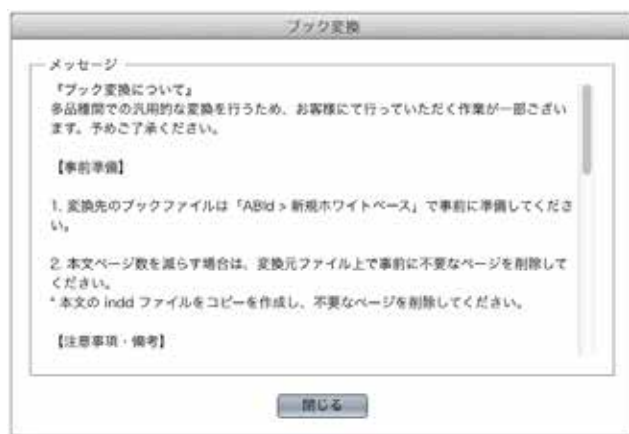 ブック変換
メッセージ
『ブック変換について』
多品種間での汎用的な変換を行うため、お客様にて行っていただく作業が一部ござい
ます。予めご了承ください。
【事前準備】
1. 変換先のブックファイルは「ABId > 新規ホワイトベース」で事前に準備してくださ
い。
2. 本文ページ数を減らす場合は、変換元ファイル上で事前に不要なページを削除して
ください。
* 本文の indd ファイルをコピーを作成し、不要なページを削除してください。
【注意事項・備考】
閉じる